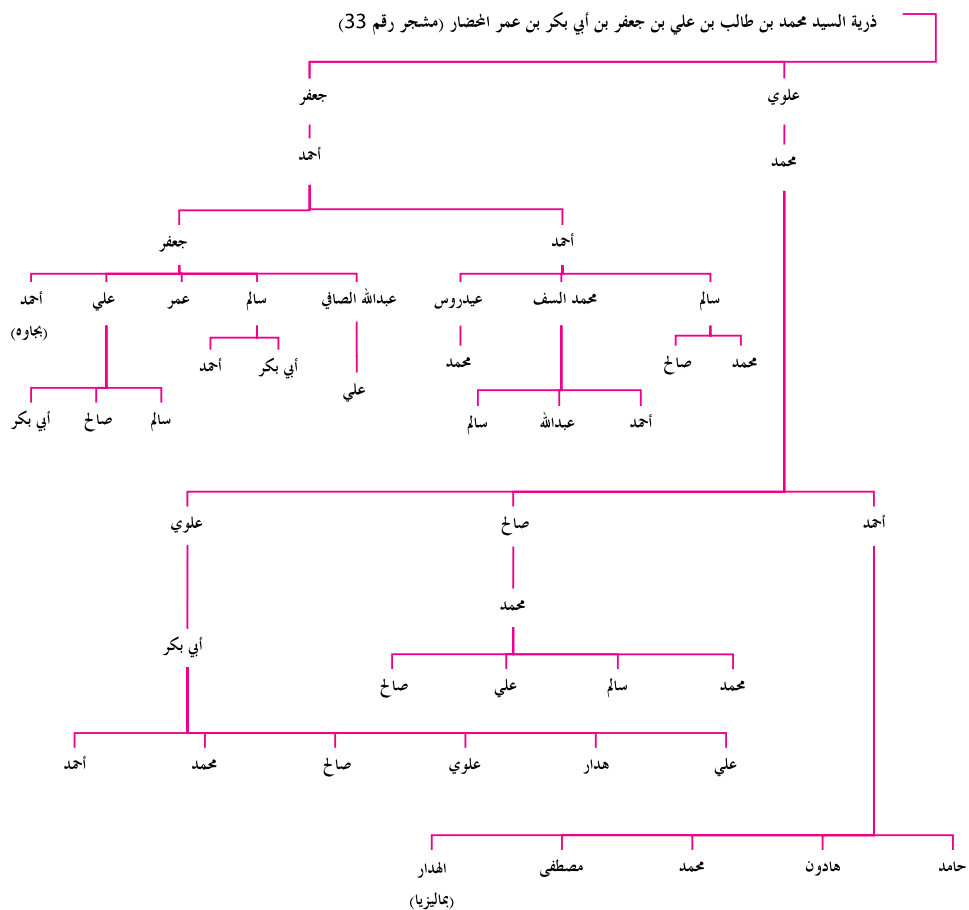 ذرية السيد محمد بن طالب بن علي بن جعفر بن أبي بكر بن عمر المحضار (مشجر رقم 33)
علوي جعفر
أحمد
محمد
أحمد جعفر
سالم محمد السف عيدروس عبدالله الصافي سالم عمر علي أحمد
(بجاوه)
محمد صالح محمد أبي بكر أحمد
علي
أحمد عبدالله سالم سالم صالح أبي بكر
أحمد صالح علوي
محمد
أبي بكر
محمد سالم علي صالح
علي هدار علوي صالح محمد أحمد
حامد هادون محمد مصطفى الهدار
(بماليزيا)